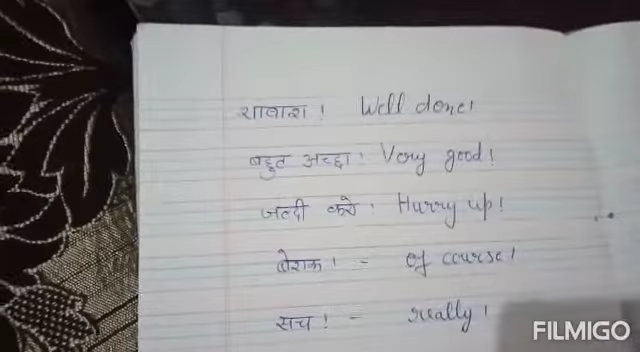 शाबाश! Well done!
बहुत अच्छा! Very good!
जल्दी करो! Hurry up!
बेशक! = of course!
सच! = really!
FILMIGO